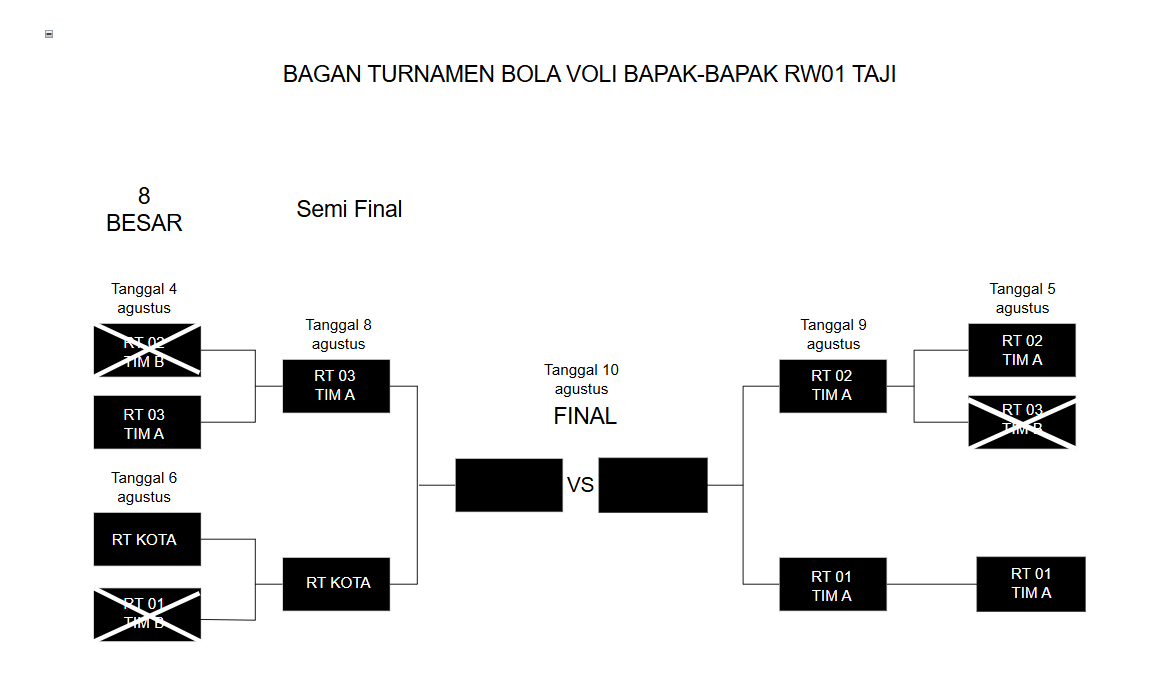 BAGAN TURNAMEN BOLA VOLI BAPAK-BAPAK RW01 TAJI
8
BESAR
Semi Final
Tanggal 4
agustus
RT 02
TIM B
RT 03
TIM A
Tanggal 6
agustus
RT KOTA
RT 01
TIM B
Tanggal 8
agustus
RT 03
TIM A
RT KOTA
Tanggal 10
agustus
FINAL
VS
Tanggal 9
agustus
RT 02
TIM A
RT 01
TIM A
Tanggal 5
agustus
RT 02
TIM A
RT 03
TIM B
RT 01
TIM A